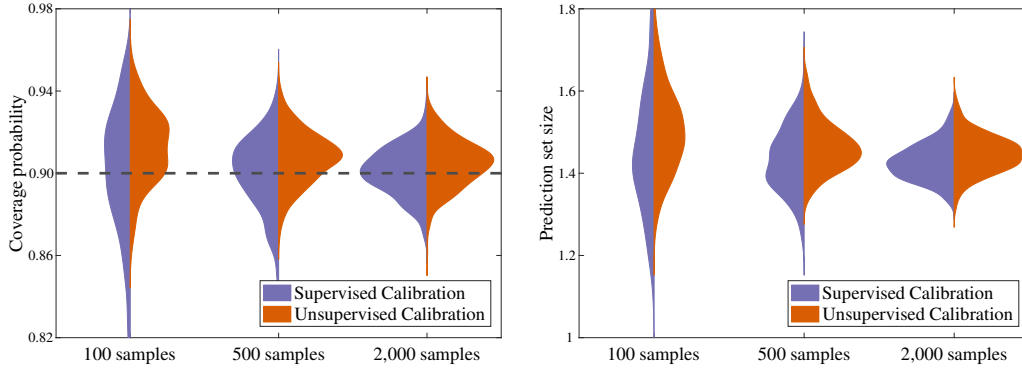 Coverage probability
0.98
0.94
0.90
0.86
0.82
100 samples
500 samples
2,000 samples
Supervised Calibration
Unsupervised Calibration
Prediction set size
1.8
1.6
1.4
1.2
1
100 samples
500 samples
2,000 samples
Supervised Calibration
Unsupervised Calibration